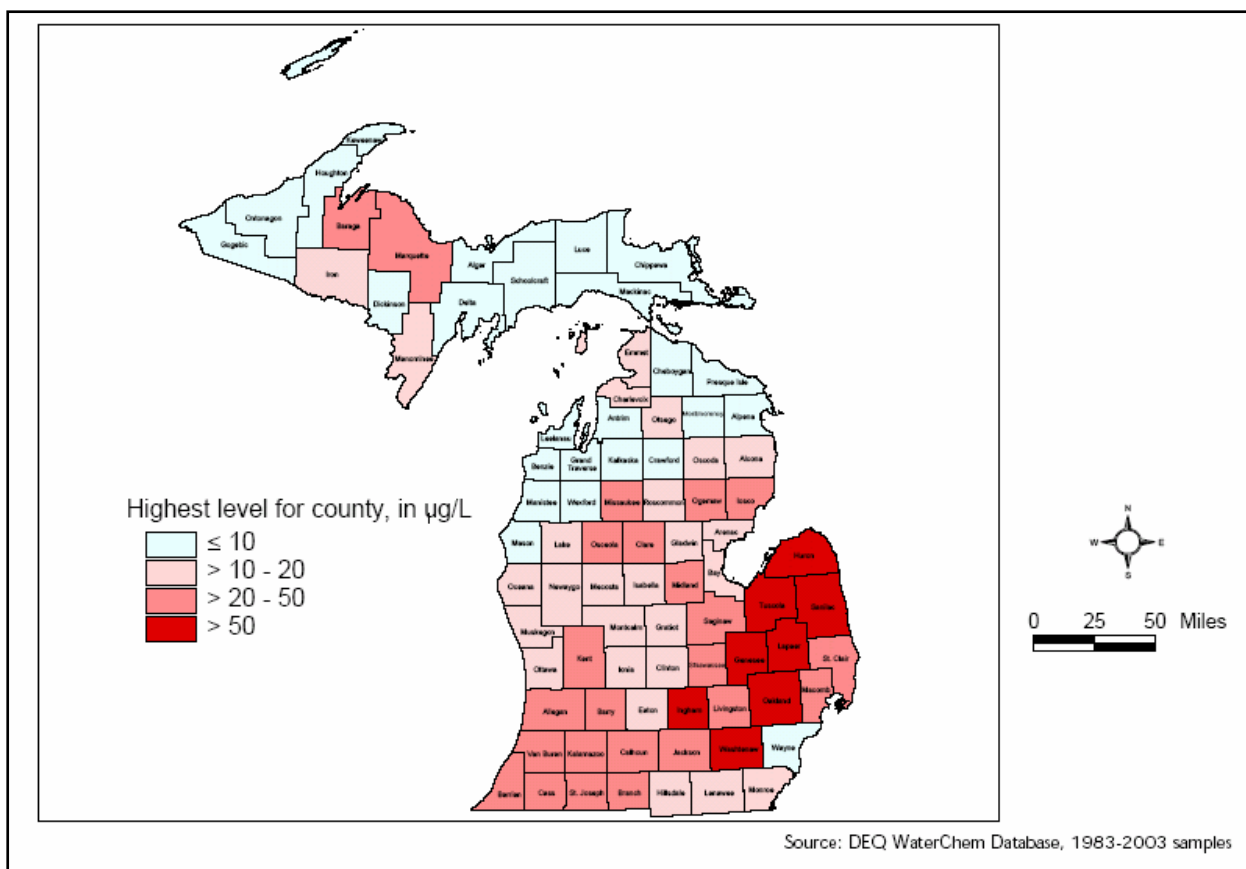 Keweenaw
Houghton
Ontonagon
Baraga
Gogebic
Marquette
Luce
Alger
Chippewa
Iron
Schoolcraft
Mackinac
Dickinson
Delta
Menominee
Emmet
Cheboygan
Presque Isle
Charlevoix
Antrim
Otsego
Montmorency
Alpena
Leelanau
Benzie
Grand
Traverse
Kalkaska
Crawford
Oscoda
Alcona
Manistee
Wexford
Missaukee
Roscommon
Ogemaw
Iosco
Highest level for county, in µg/L
≤ 10
> 10 - 20
> 20 - 50
> 50
Mason
Lake
Osceola
Clare
Gladwin
Arenac
Huron
Oceana
Newaygo
Mecosta
Isabella
Midland
Bay
Tuscola
Sanilac
Muskegon
Montcalm
Gratiot
Saginaw
Ottawa
Kent
Ionia
Clinton
Shiawassee
Genesee
Lapeer
St. Clair
Allegan
Barry
Eaton
Ingham
Livingston
Oakland
Macomb
Van Buren
Kalamazoo
Calhoun
Jackson
Washtenaw
Wayne
Berrien
Cass
St. Joseph
Branch
Hillsdale
Lenawee
Monroe
N
W
E
S
0 25 50 Miles
Source: DEQ WaterChem Database, 1983-2003 samples